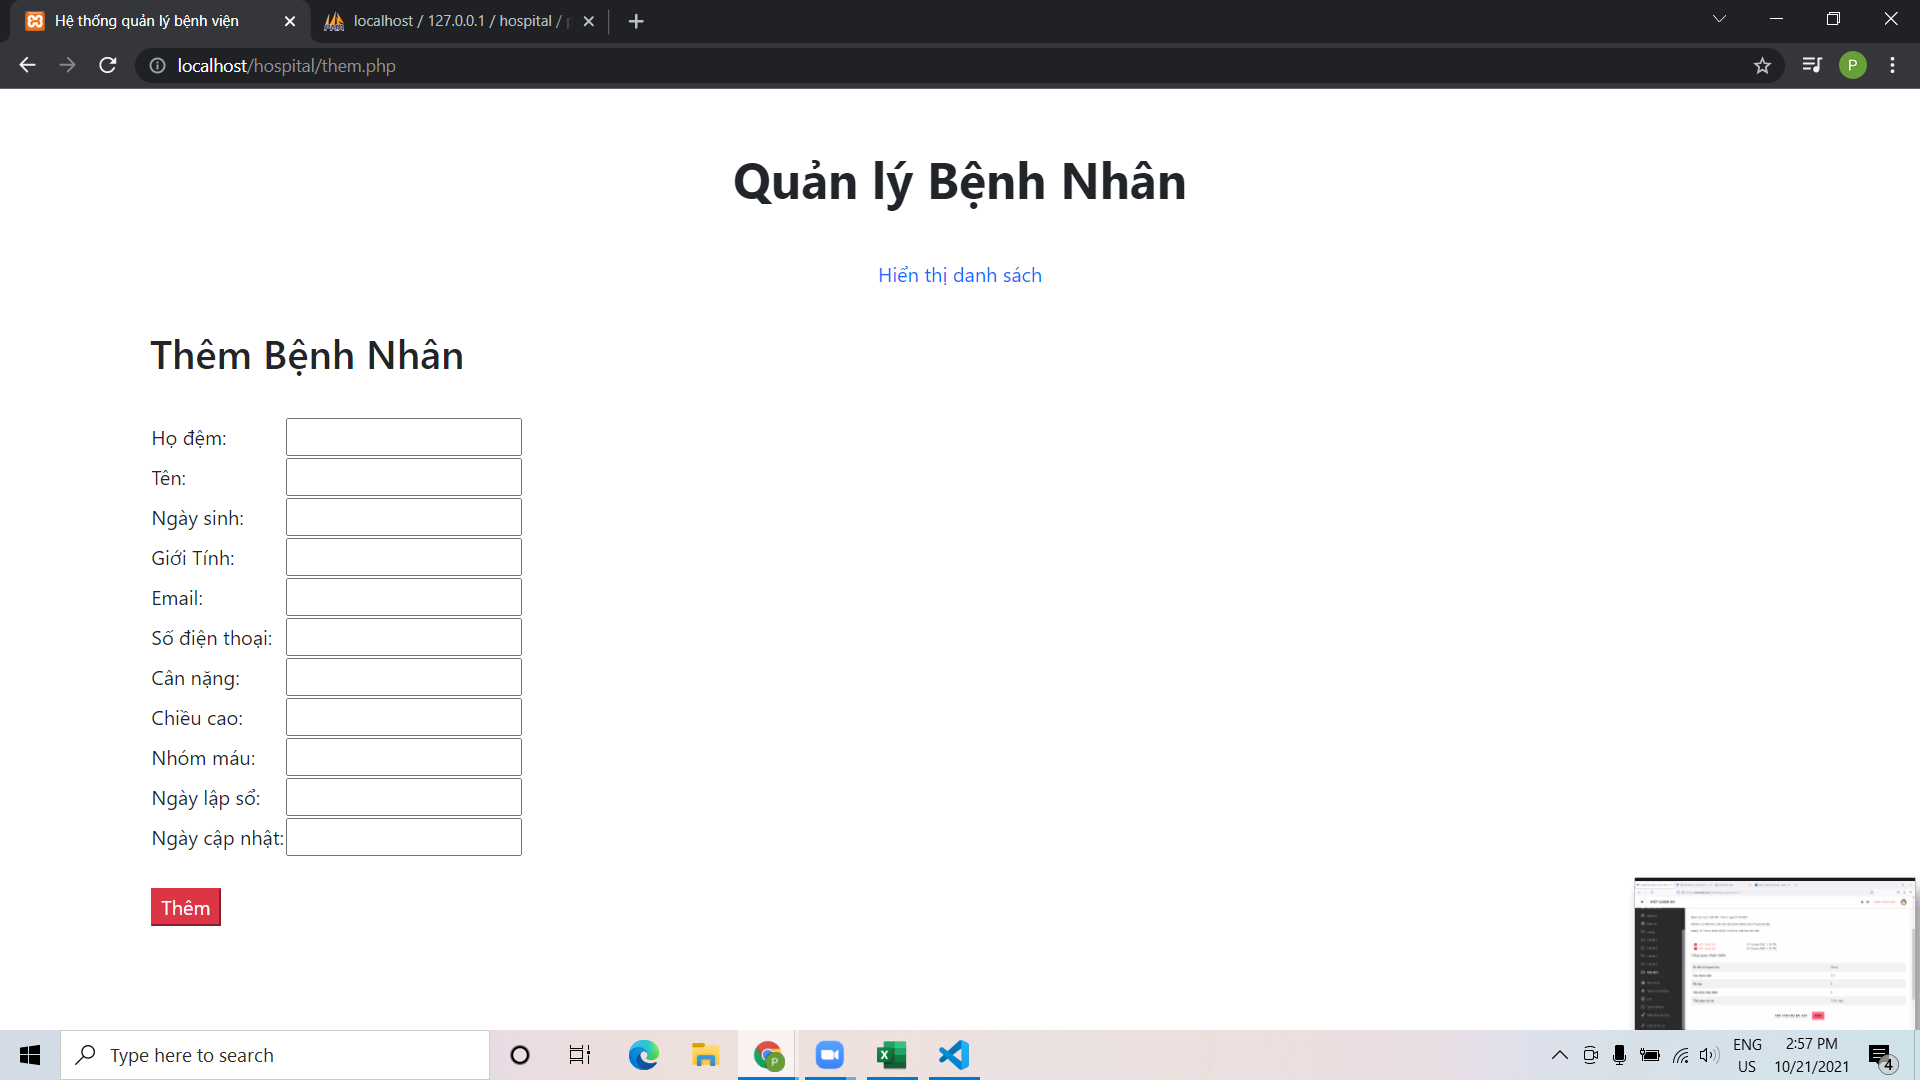 Hệ thống quản lý bệnh viện
localhost / 127.0.0.1 / hospital /
localhost/hospital/them.php
P
Quản lý Bệnh Nhân
Hiển thị danh sách
Thêm Bệnh Nhân
Họ đệm:
Tên:
Ngày sinh:
Giới Tính:
Email:
Số điện thoại:
Cân nặng:
Chiều cao:
Nhóm máu:
Ngày lập sổ:
Ngày cập nhật:
Thêm
Type here to search
P
ENG
US
2:57 PM
10/21/2021
4